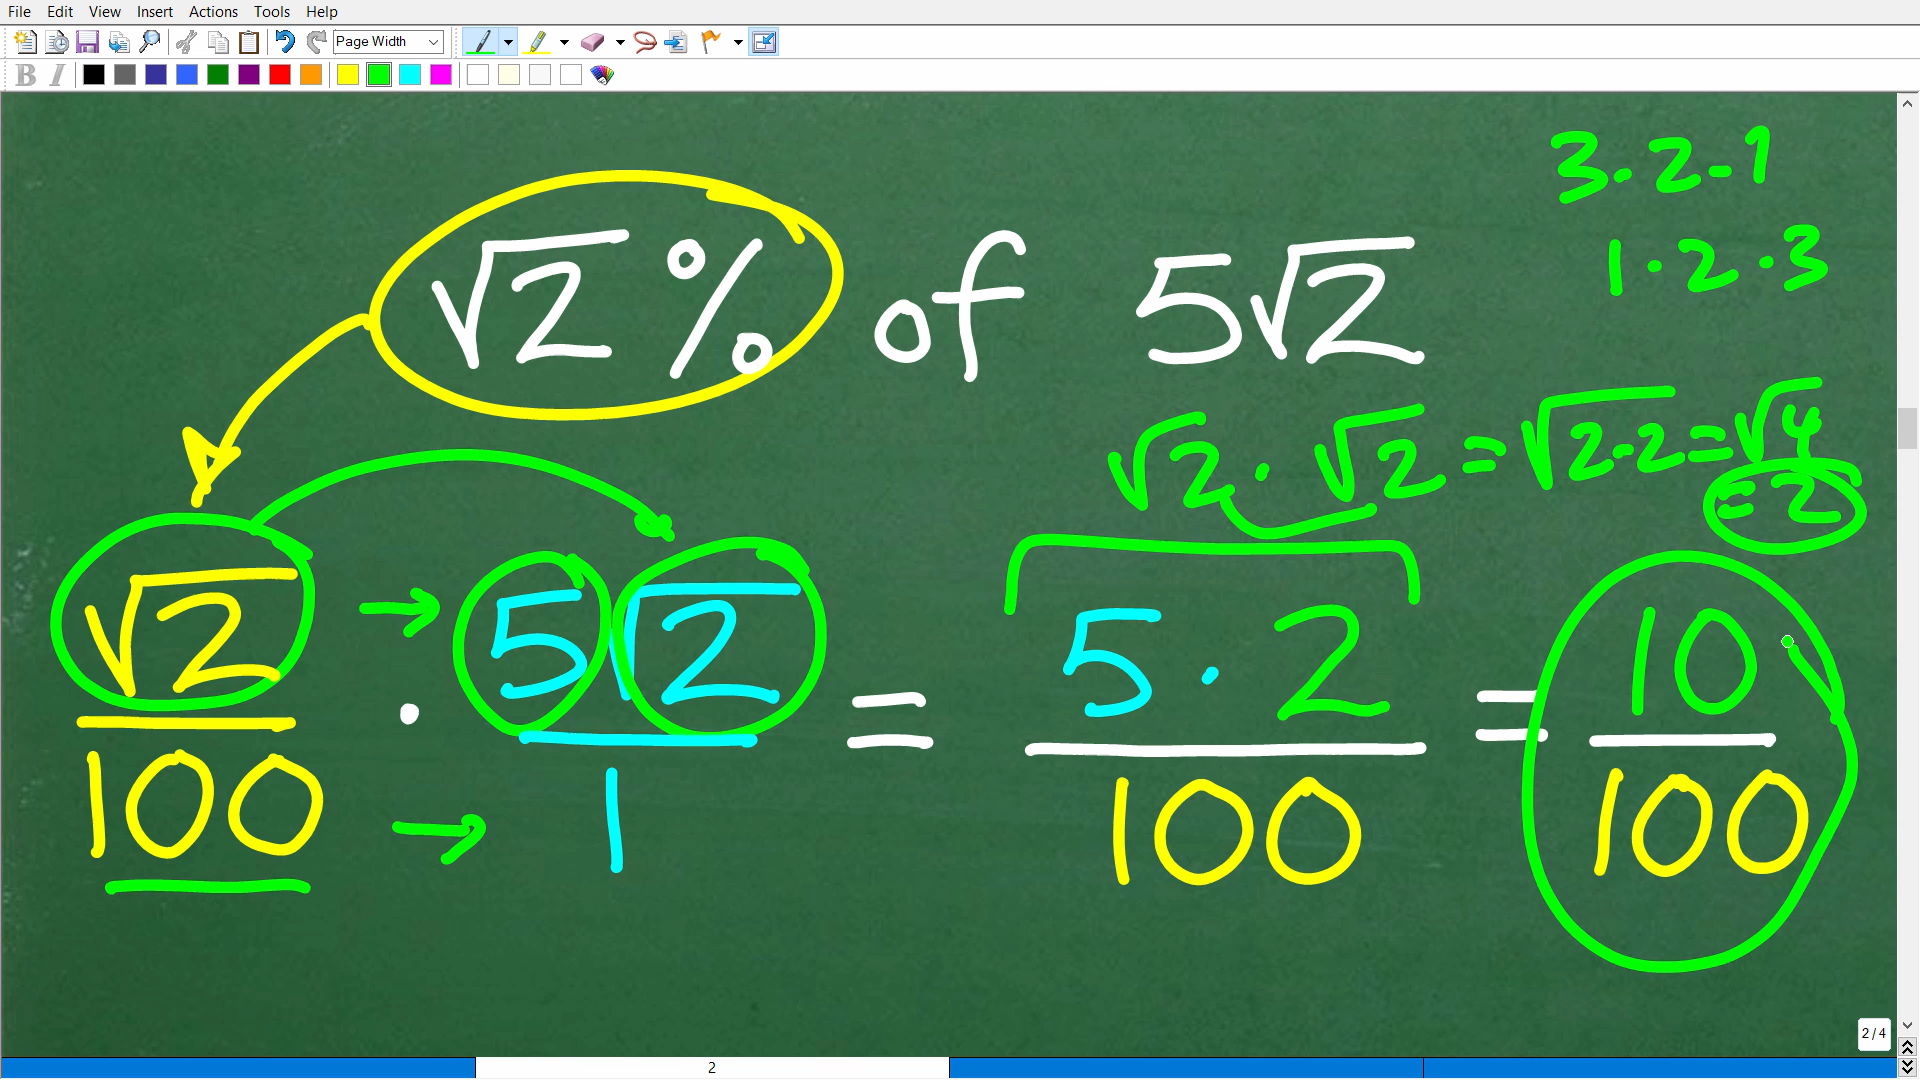 File Edit View Insert Actions Tools Help
Page Width
B I
3·2·1
1·2·3
√2 % of 5√2
√2 · √2 = √2·2 = √4
= 2
√2 → 5√2 = 5 · 2 = 10
·
100 → 1 100 100
2 / 4
2